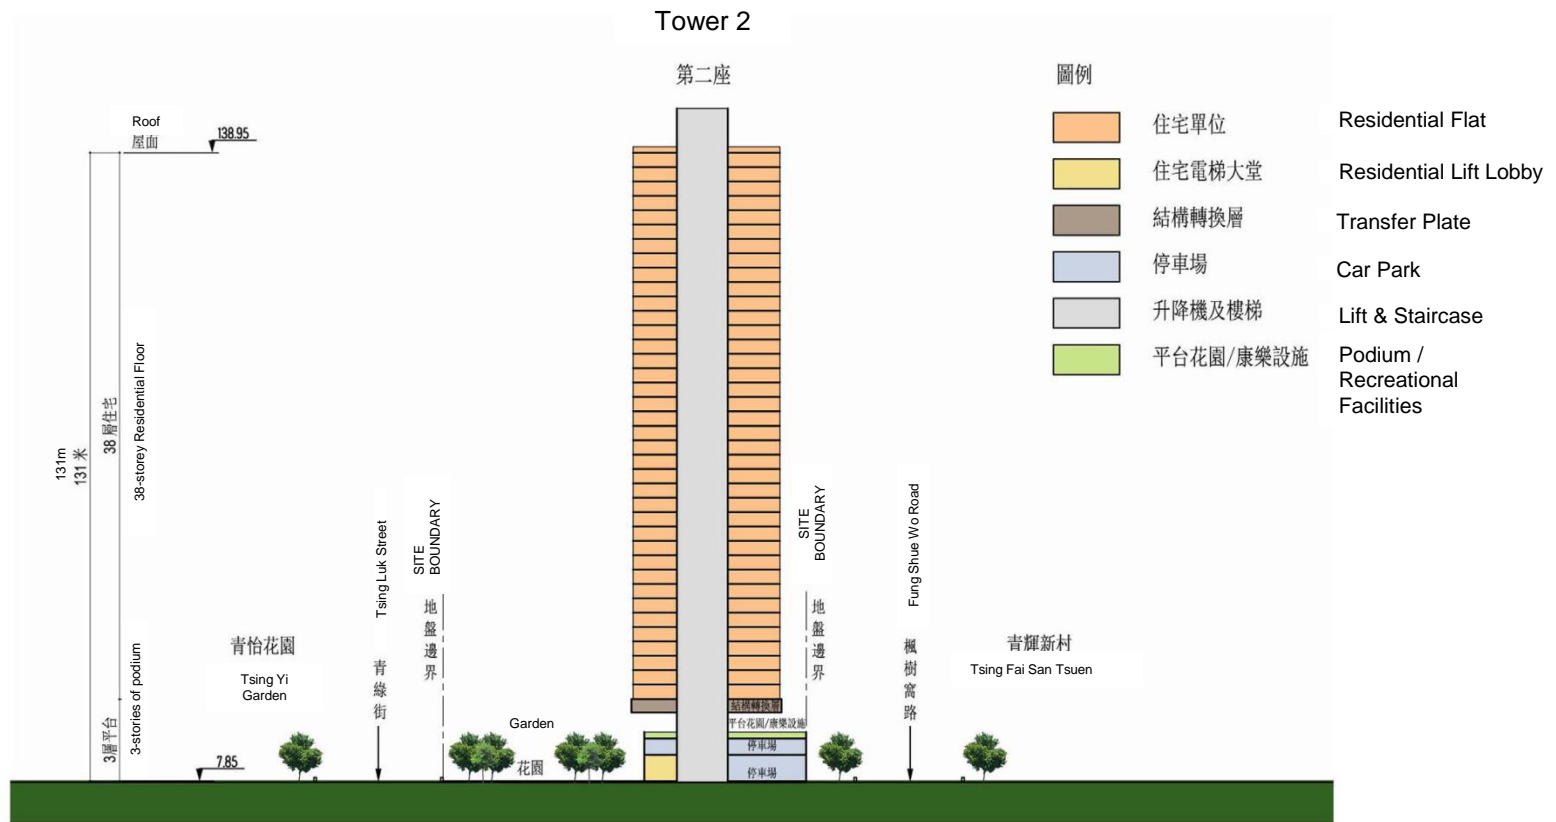 Tower 2
第二座
圖例
住宅單位
Residential Flat
住宅電梯大堂
Residential Lift Lobby
結構轉換層
Transfer Plate
停車場
Car Park
升降機及樓梯
Lift & Staircase
平台花園/康樂設施
Podium /
Recreational
Facilities
Roof
屋面
138.95
131m
131 米
38 層住宅
38-storey Residential Floor
3層平台
3-stories of podium
青怡花園
Tsing Yi
Garden
7.85
Tsing Luk Street
青綠街
SITE
BOUNDARY
地盤邊界
Garden
花園
結構轉換層
平台花園/康樂設施
停車場
停車場
SITE
BOUNDARY
地盤邊界
Fung Shue Wo Road
楓樹窩路
青輝新村
Tsing Fai San Tsuen